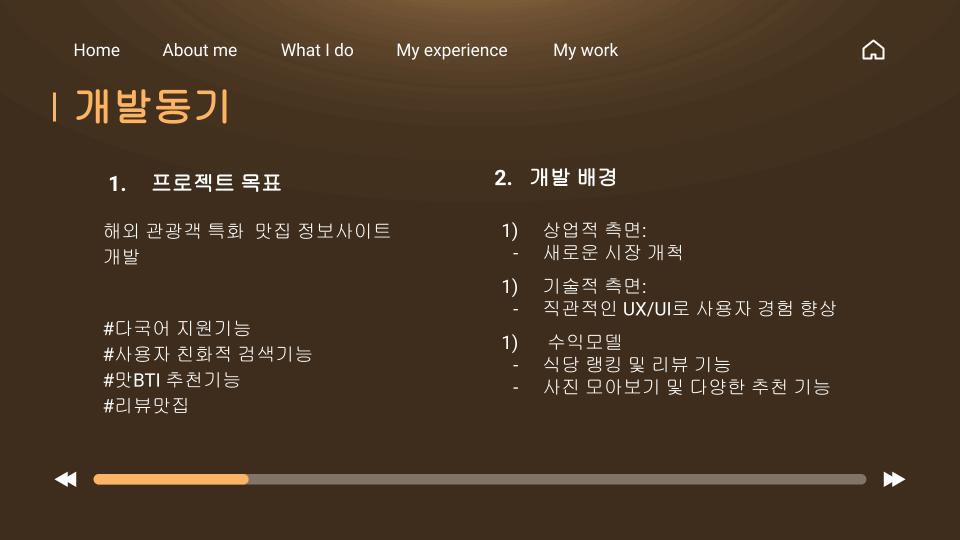 Home About me What I do My experience My work
개발동기
1. 프로젝트 목표
해외 관광객 특화 맛집 정보사이트
개발
#다국어 지원기능
#사용자 친화적 검색기능
#맛BTI 추천기능
#리뷰맛집
2. 개발 배경
1) 상업적 측면:
- 새로운 시장 개척
1) 기술적 측면:
- 직관적인 UX/UI로 사용자 경험 향상
1) 수익모델
- 식당 랭킹 및 리뷰 기능
- 사진 모아보기 및 다양한 추천 기능